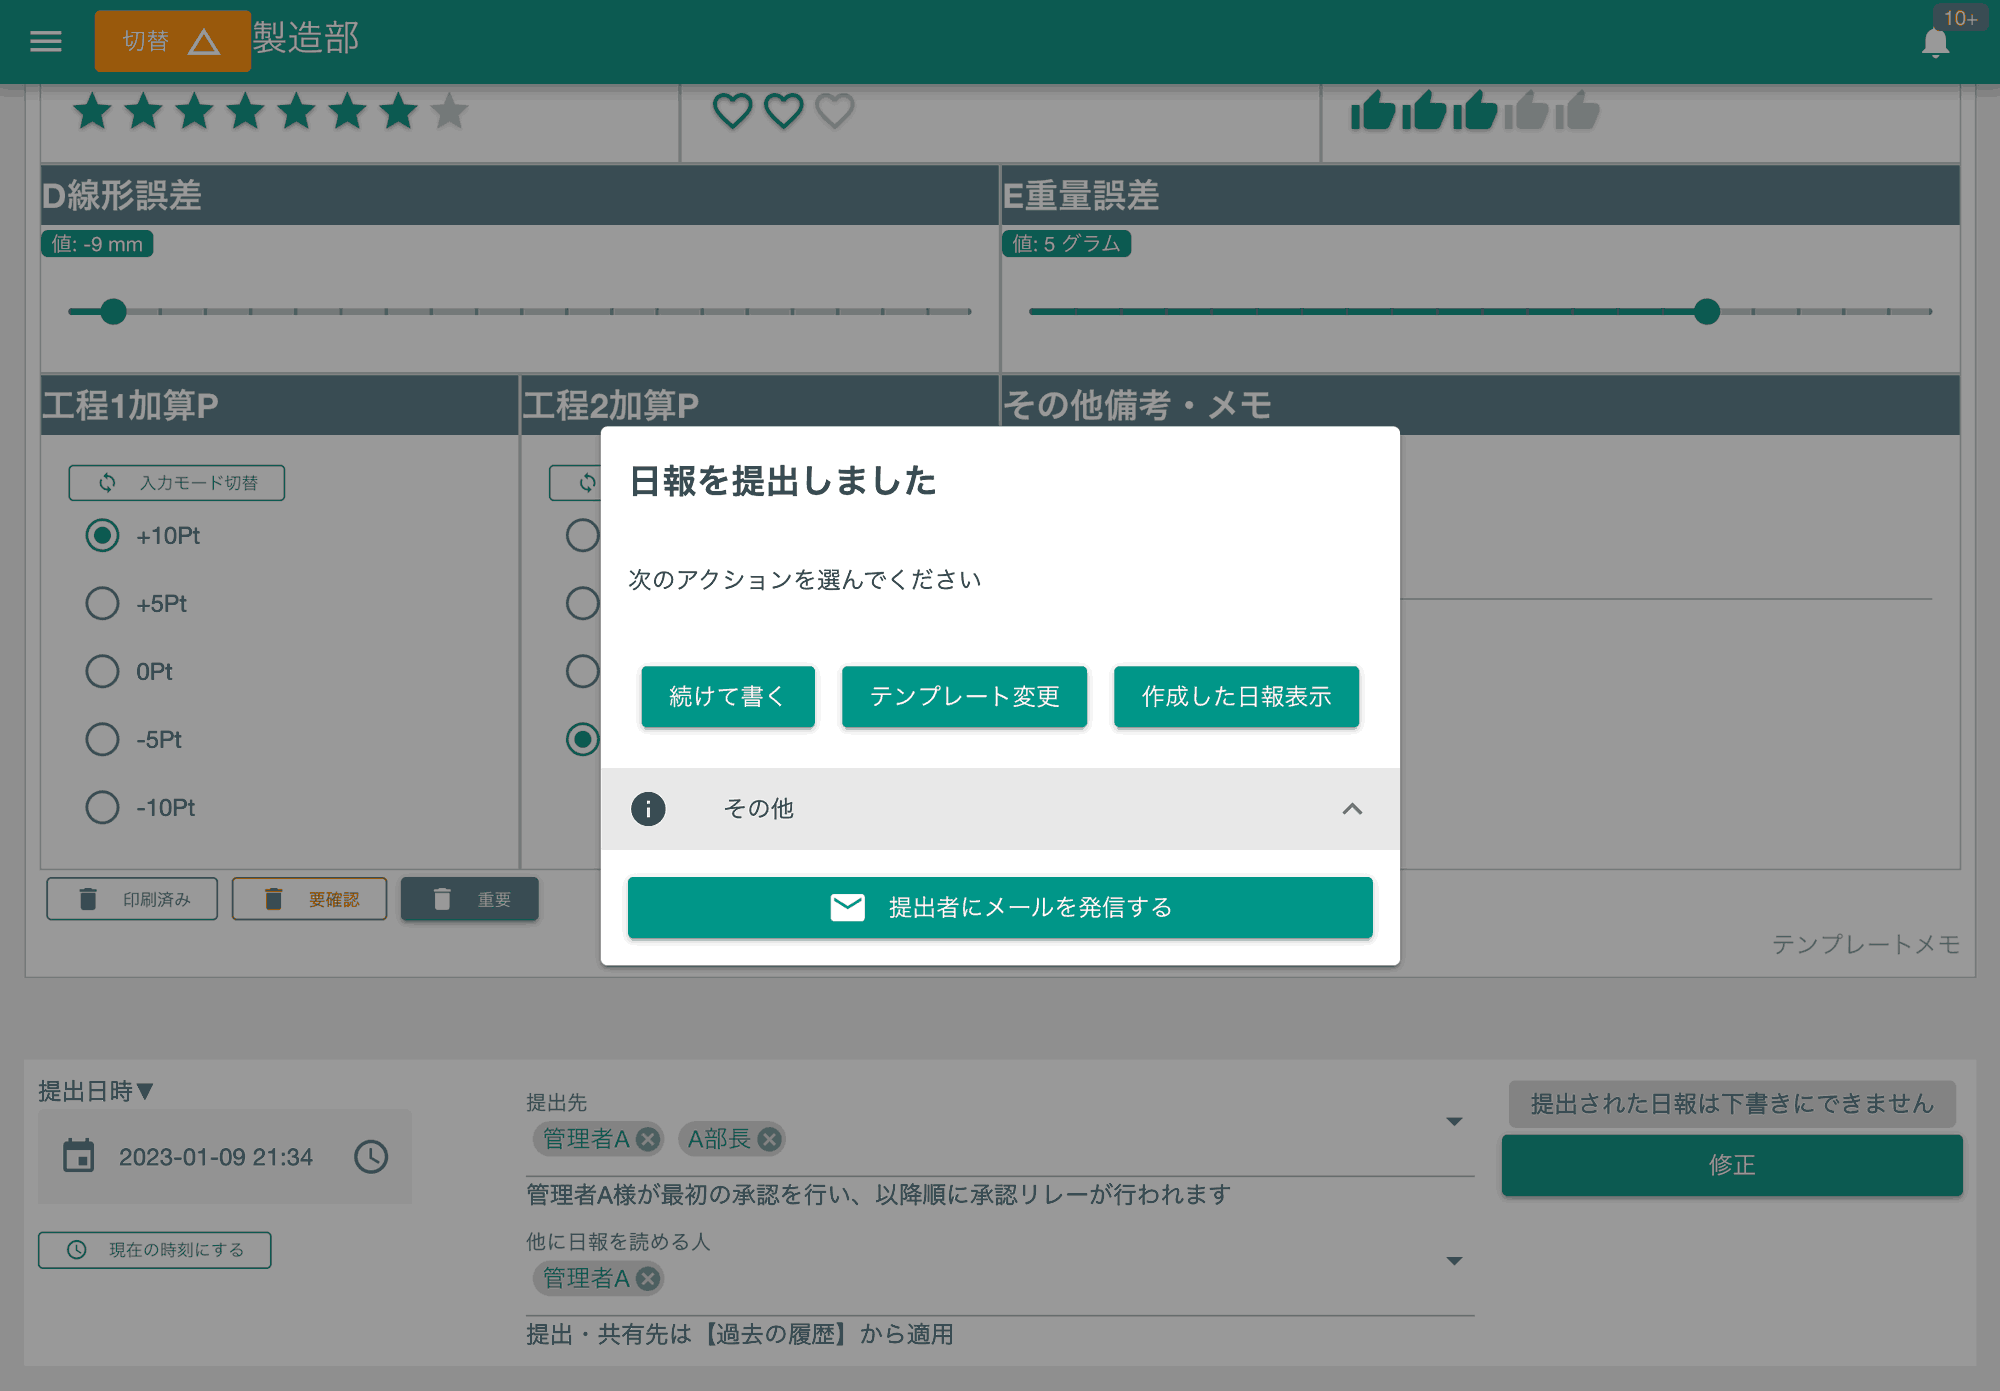 切替 製造部 10+
D線形誤差 E重量誤差
値: -9 mm 値: 5 グラム
工程1加算P 工程2加算P その他備考・メモ
入力モード切替
+10Pt
+5Pt
0Pt
-5Pt
-10Pt
日報を提出しました
次のアクションを選んでください
続けて書く テンプレート変更 作成した日報表示
その他
提出者にメールを発信する
印刷済み 要確認 重要
テンプレートメモ
提出日時▼
2023-01-09 21:34
現在の時刻にする
提出先
管理者A A部長
管理者A様が最初の承認を行い、以降順に承認リレーが行われます
他に日報を読める人
管理者A
提出・共有先は【過去の履歴】から適用
提出された日報は下書きにできません
修正